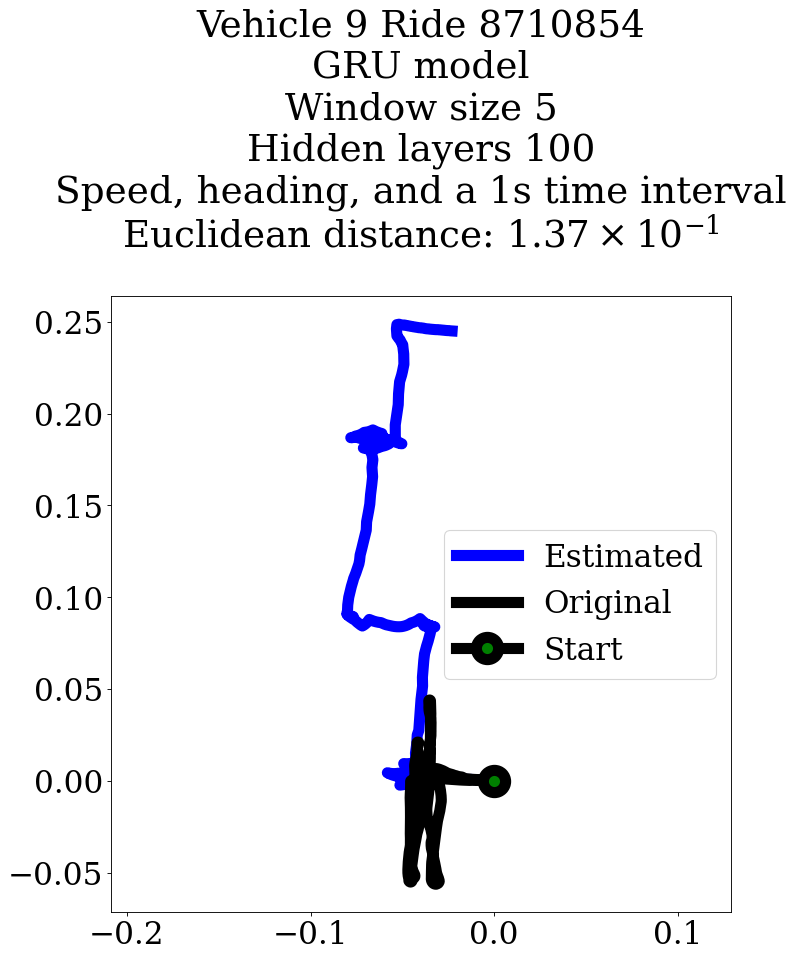 Vehicle 9 Ride 8710854
GRU model
Window size 5
Hidden layers 100
Speed, heading, and a 1s time interval
Euclidean distance: 1.37 × 10⁻¹
0.25
0.20
0.15
0.10
0.05
0.00
−0.05
Estimated
Original
Start
−0.2
−0.1
0.0
0.1